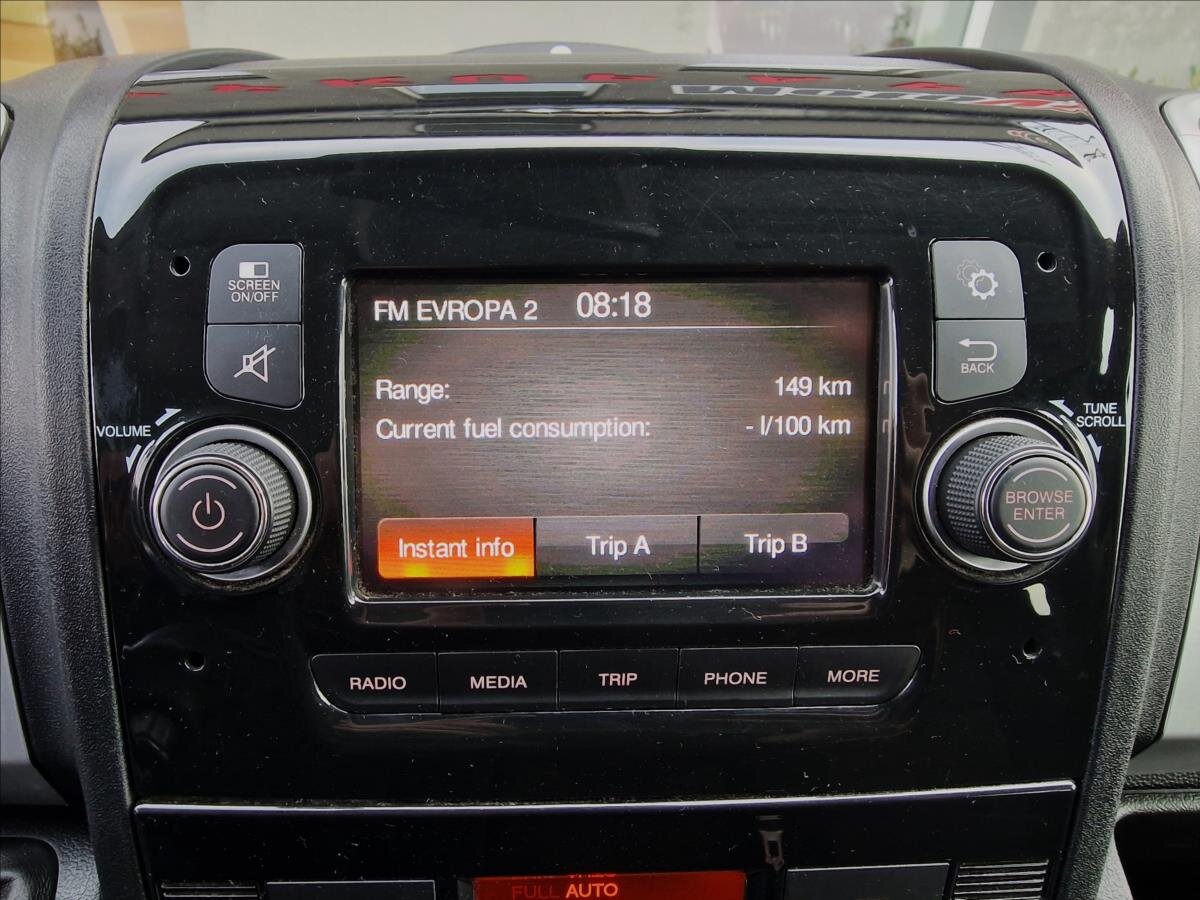 SCREEN
ON/OFF
VOLUME
FM EVROPA 2 08:18
Range: 149 km
Current fuel consumption: - l/100 km
Instant info Trip A Trip B
BACK
TUNE
SCROLL
BROWSE
ENTER
RADIO MEDIA TRIP PHONE MORE
FULL AUTO